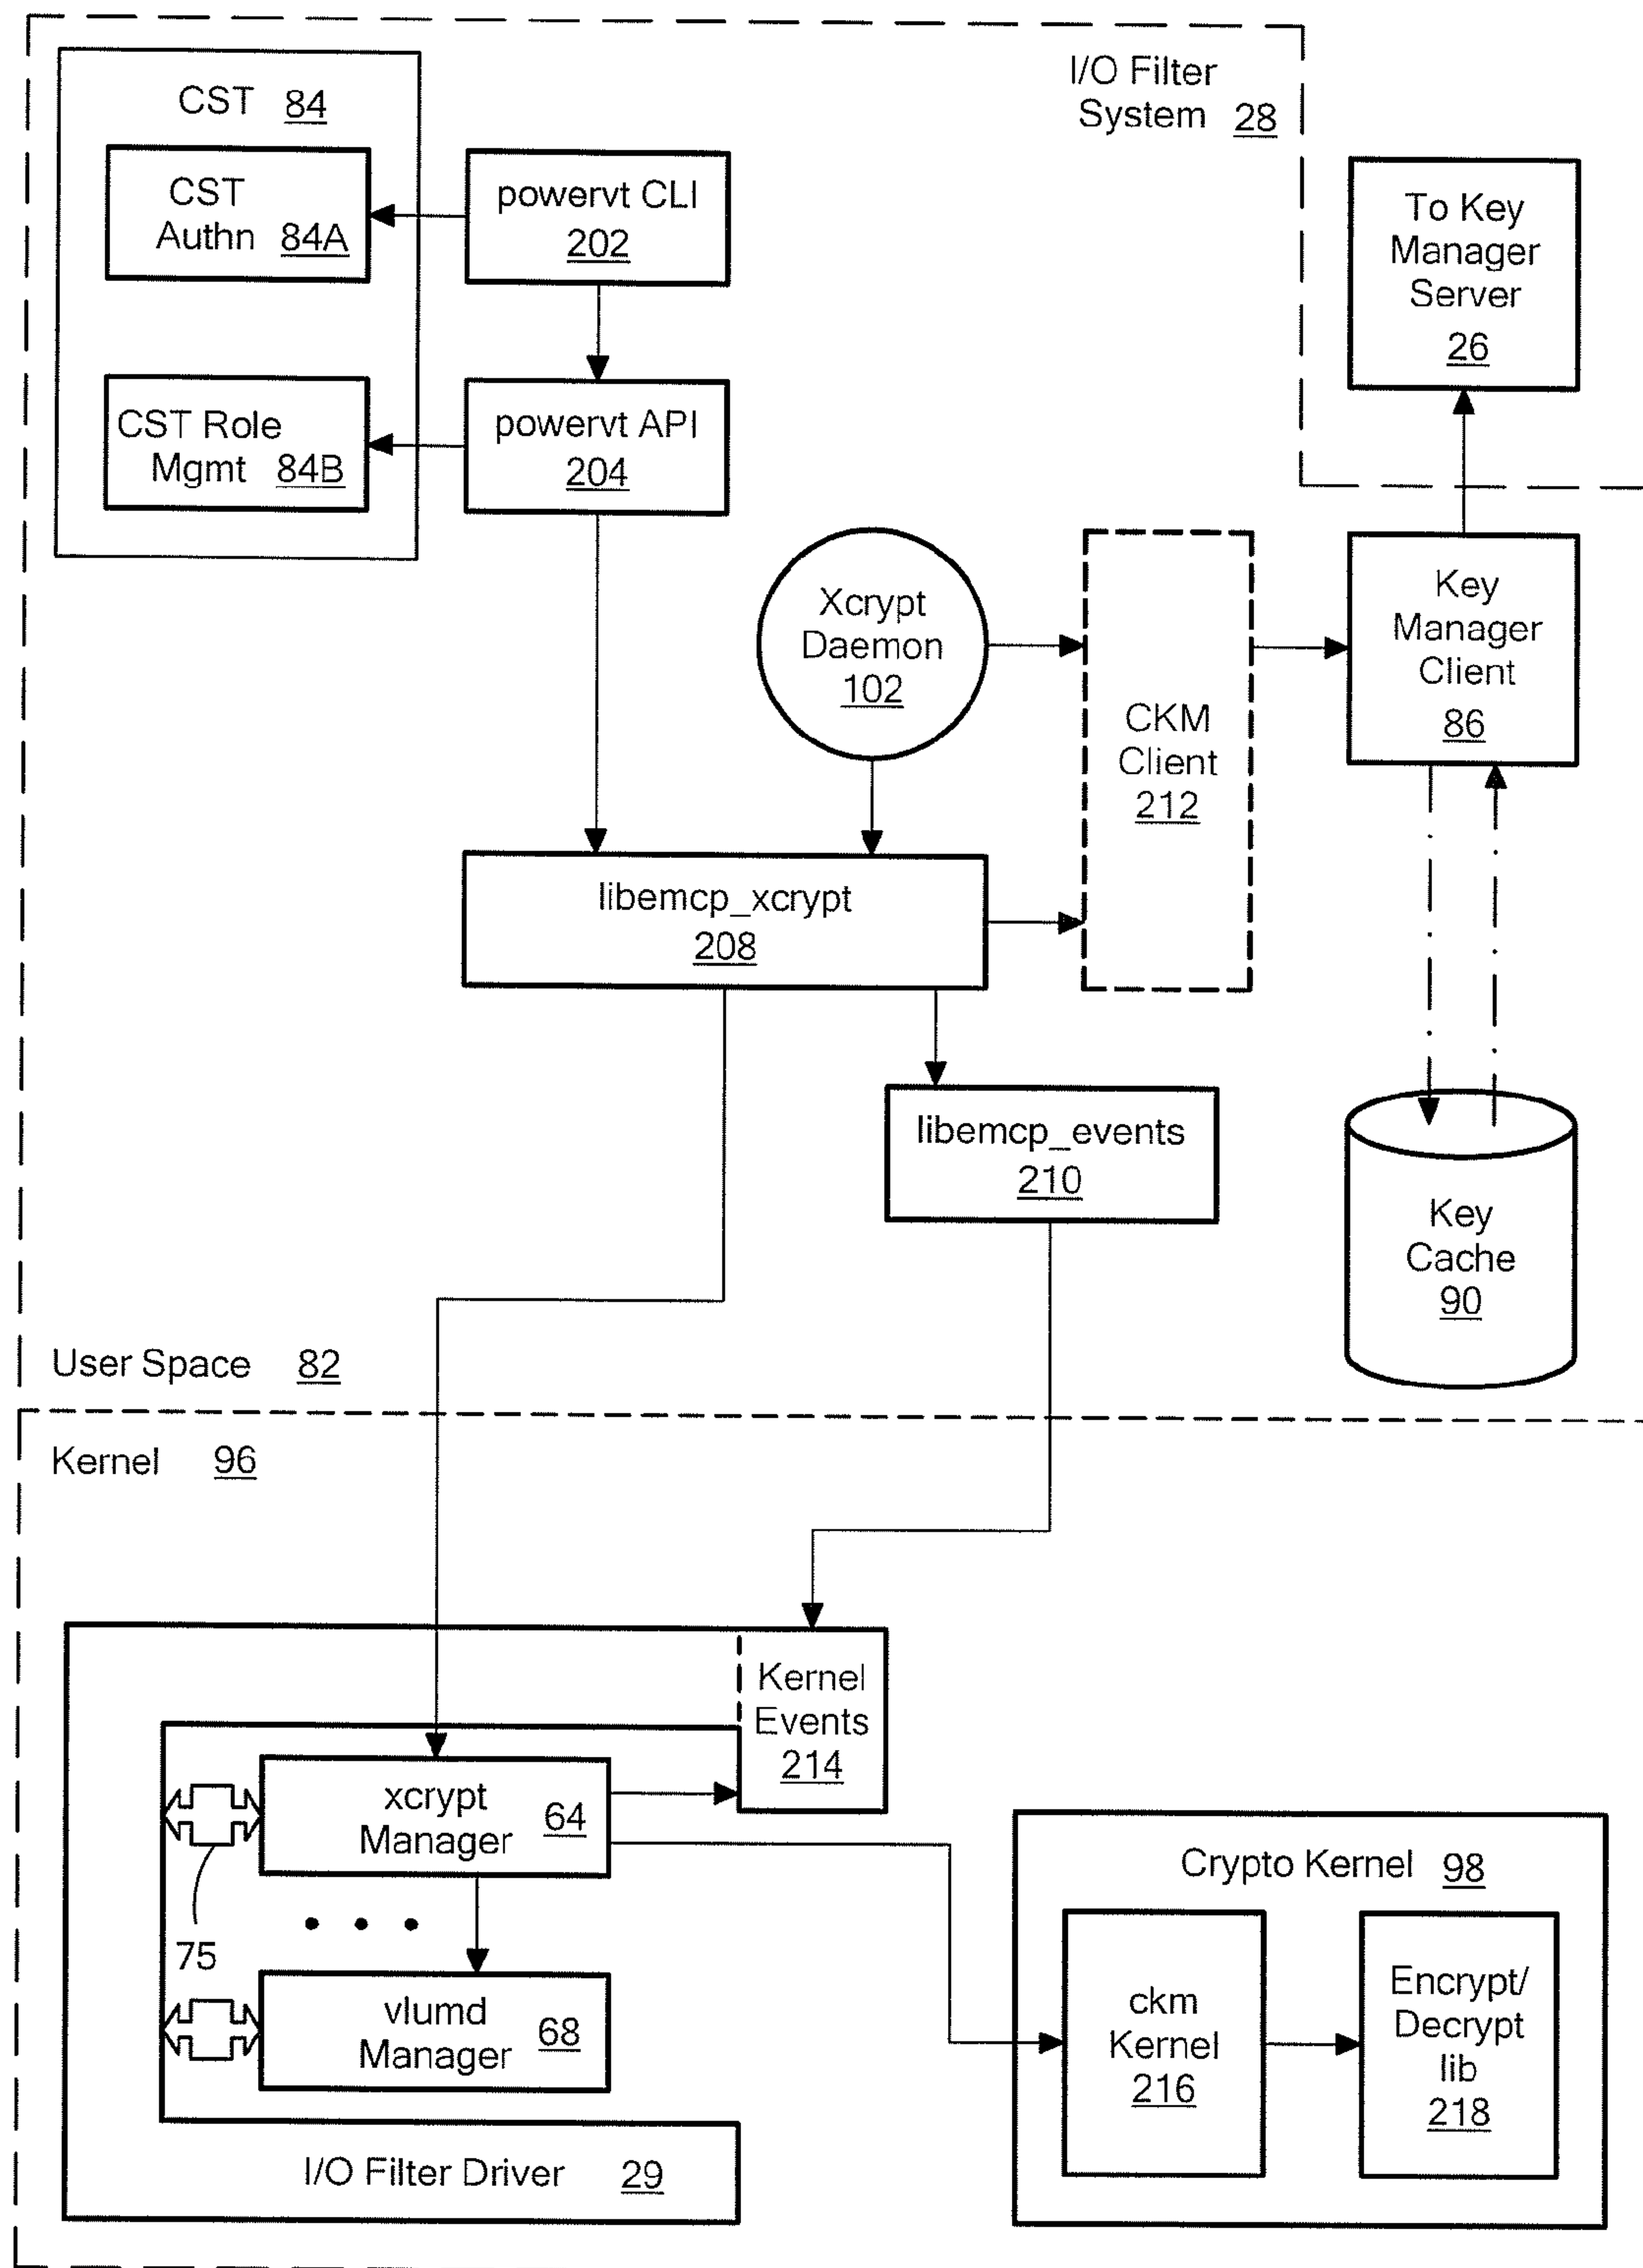 I/O Filter
System 28
CST 84
CST
Authn 84A
powervt CLI
202
To Key
Manager
Server
26
CST Role
Mgmt 84B
powervt API
204
Xcrypt
Daemon
102
Key
Manager
Client
86
CKM
Client
212
libemcp_xcrypt
208
libemcp_events
210
Key
Cache
90
User Space 82
Kernel 96
Kernel
Events
214
xcrypt
Manager 64
75
vlumd
Manager 68
I/O Filter Driver 29
Crypto Kernel 98
ckm
Kernel
216
Encrypt/
Decrypt
lib
218